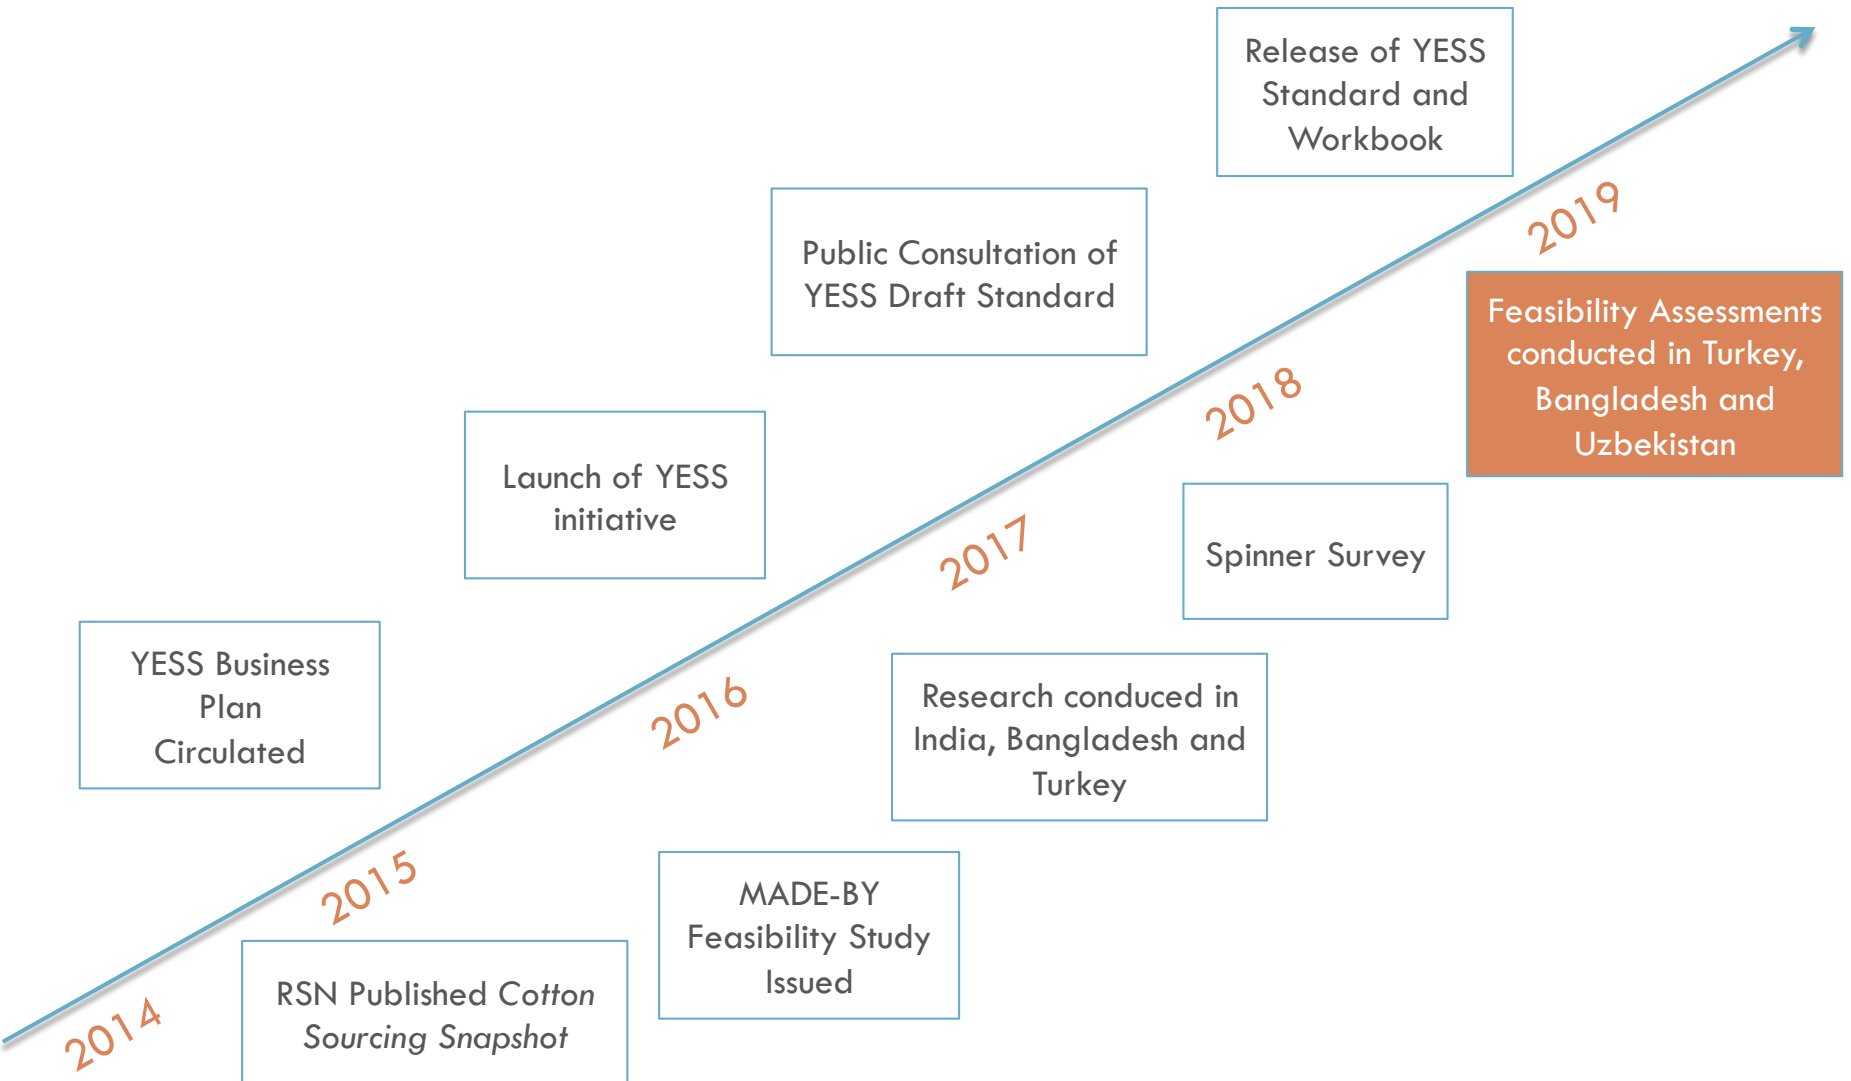 Release of YESS
Standard and
Workbook
2019
Public Consultation of
YESS Draft Standard
Feasibility Assessments
conducted in Turkey,
Bangladesh and
Uzbekistan
2018
Launch of YESS
initiative
Spinner Survey
2017
YESS Business
Plan
Circulated
2016
Research conduced in
India, Bangladesh and
Turkey
2015
MADE-BY
Feasibility Study
Issued
RSN Published Cotton
Sourcing Snapshot
2014